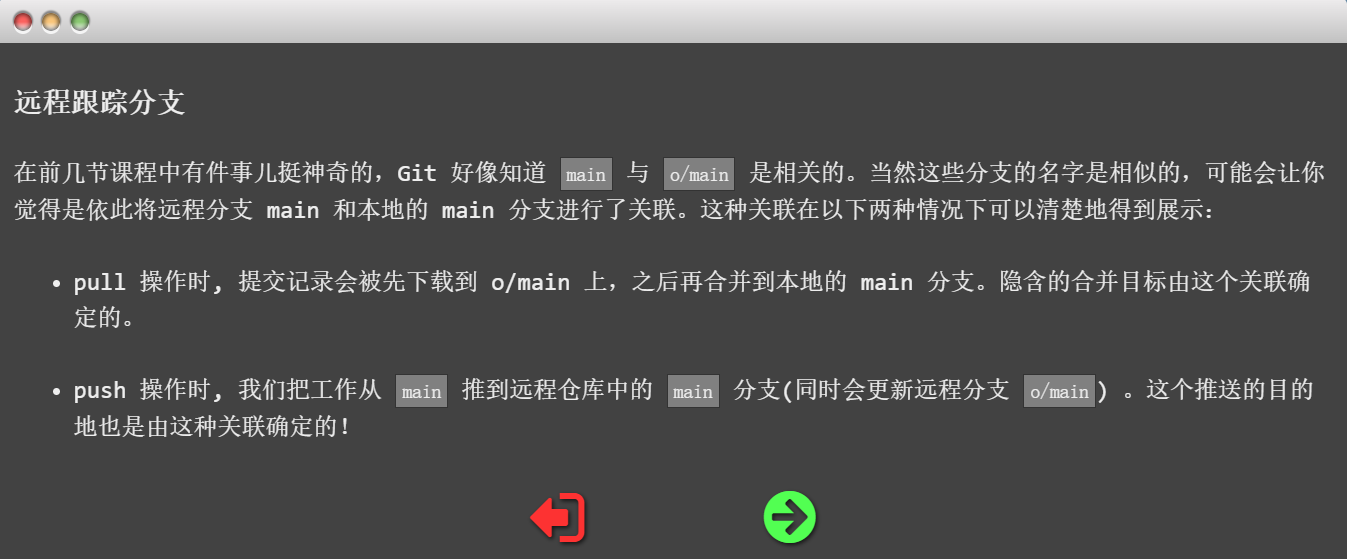 远程跟踪分支
在前几节课程中有件事儿挺神奇的，Git 好像知道 main 与 o/main 是相关的。当然这些分支的名字是相似的，可能会让你
觉得是依此将远程分支 main 和本地的 main 分支进行了关联。这种关联在以下两种情况下可以清楚地得到展示：
• pull 操作时, 提交记录会被先下载到 o/main 上，之后再合并到本地的 main 分支。隐含的合并目标由这个关联确
定的。
• push 操作时, 我们把工作从 main 推到远程仓库中的 main 分支(同时会更新远程分支 o/main) 。这个推送的目的
地也是由这种关联确定的！